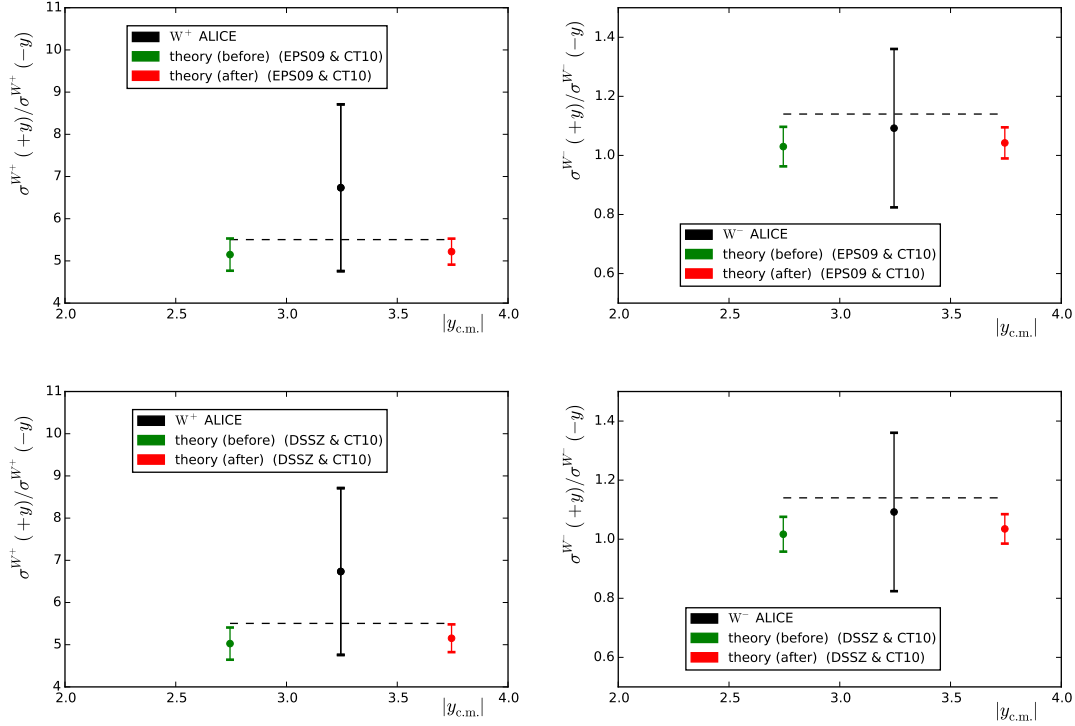 11
10
9
8
7
6
5
4
σ^{W^+} (+y)/σ^{W^+} (−y)
W⁺ ALICE
theory (before) (EPS09 & CT10)
theory (after) (EPS09 & CT10)
2.0 2.5 3.0 3.5 4.0
|y_{c.m.}|
1.4
1.2
1.0
0.8
0.6
σ^{W^−} (+y)/σ^{W^−} (−y)
W⁻ ALICE
theory (before) (EPS09 & CT10)
theory (after) (EPS09 & CT10)
2.0 2.5 3.0 3.5 4.0
|y_{c.m.}|
11
10
9
8
7
6
5
4
σ^{W^+} (+y)/σ^{W^+} (−y)
W⁺ ALICE
theory (before) (DSSZ & CT10)
theory (after) (DSSZ & CT10)
2.0 2.5 3.0 3.5 4.0
|y_{c.m.}|
1.4
1.2
1.0
0.8
0.6
σ^{W^−} (+y)/σ^{W^−} (−y)
W⁻ ALICE
theory (before) (DSSZ & CT10)
theory (after) (DSSZ & CT10)
2.0 2.5 3.0 3.5 4.0
|y_{c.m.}|